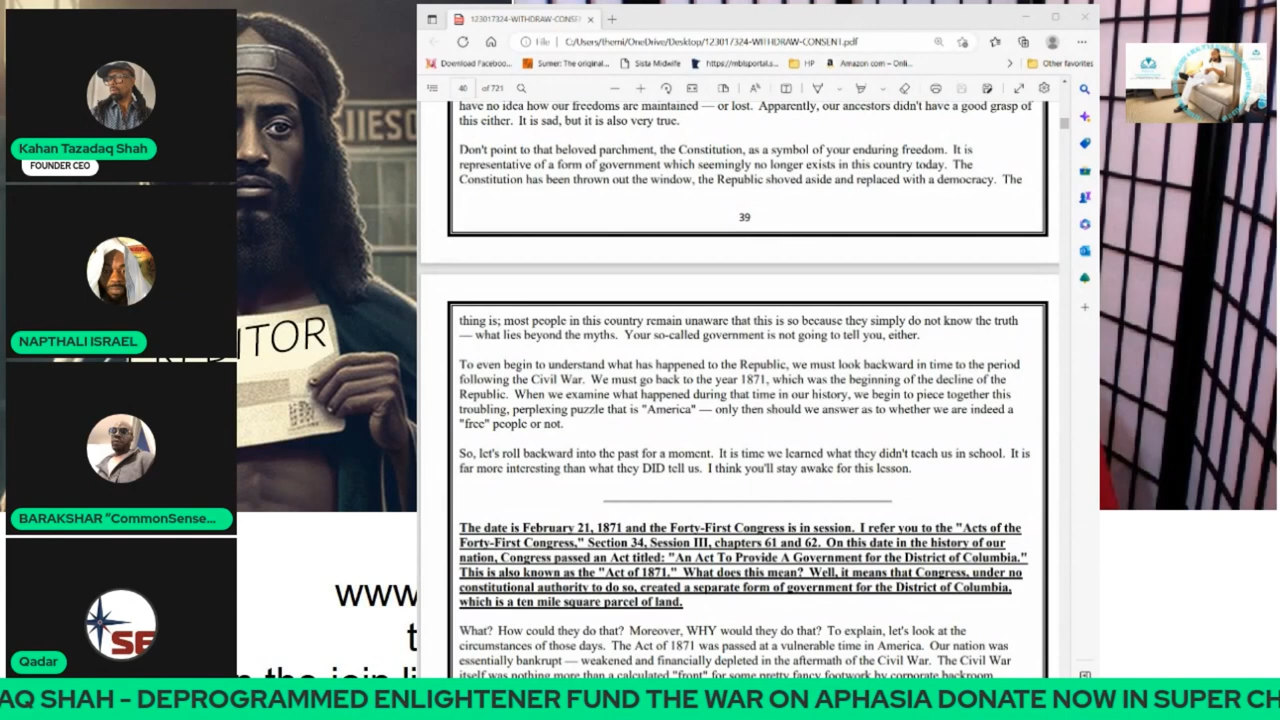 Kahan Tazadaq Shah
FOUNDER CEO
NAPTHALI ISRAEL
BARAKSHAR "CommonSense...
Qadar
SE
ITOR
www
123017324-WITHDRAW-CONSE
File
C:/Users/themi/OneDrive/Desktop/123017324-WITHDRAW-CONSENT.pdf
Download Faceboo...
Sumer: The original...
Sista Midwife
https://mblsportal.s...
HP
Amazon com – Onli...
Other favorites
40 of 721
have no idea how our freedoms are maintained — or lost. Apparently, our ancestors didn't have a good grasp of
this either. It is sad, but it is also very true.
Don't point to that beloved parchment, the Constitution, as a symbol of your enduring freedom. It is
representative of a form of government which seemingly no longer exists in this country today. The
Constitution has been thrown out the window, the Republic shoved aside and replaced with a democracy. The
39
thing is; most people in this country remain unaware that this is so because they simply do not know the truth
— what lies beyond the myths. Your so-called government is not going to tell you, either.
To even begin to understand what has happened to the Republic, we must look backward in time to the period
following the Civil War. We must go back to the year 1871, which was the beginning of the decline of the
Republic. When we examine what happened during that time in our history, we begin to piece together this
troubling, perplexing puzzle that is "America" — only then should we answer as to whether we are indeed a
"free" people or not.
So, let's roll backward into the past for a moment. It is time we learned what they didn't teach us in school. It is
far more interesting than what they DID tell us. I think you'll stay awake for this lesson.
The date is February 21, 1871 and the Forty-First Congress is in session. I refer you to the "Acts of the
Forty-First Congress," Section 34, Session III, chapters 61 and 62. On this date in the history of our
nation, Congress passed an Act titled: "An Act To Provide A Government for the District of Columbia."
This is also known as the "Act of 1871." What does this mean? Well, it means that Congress, under no
constitutional authority to do so, created a separate form of government for the District of Columbia,
which is a ten mile square parcel of land.
What? How could they do that? Moreover, WHY would they do that? To explain, let's look at the
circumstances of those days. The Act of 1871 was passed at a vulnerable time in America. Our nation was
essentially bankrupt — weakened and financially depleted in the aftermath of the Civil War. The Civil War
itself was nothing more than a calculated "front" for some pretty fancy footwork by corporate backroom
AQ SHAH - DEPROGRAMMED ENLIGHTENER FUND THE WAR ON APHASIA DONATE NOW IN SUPER CH